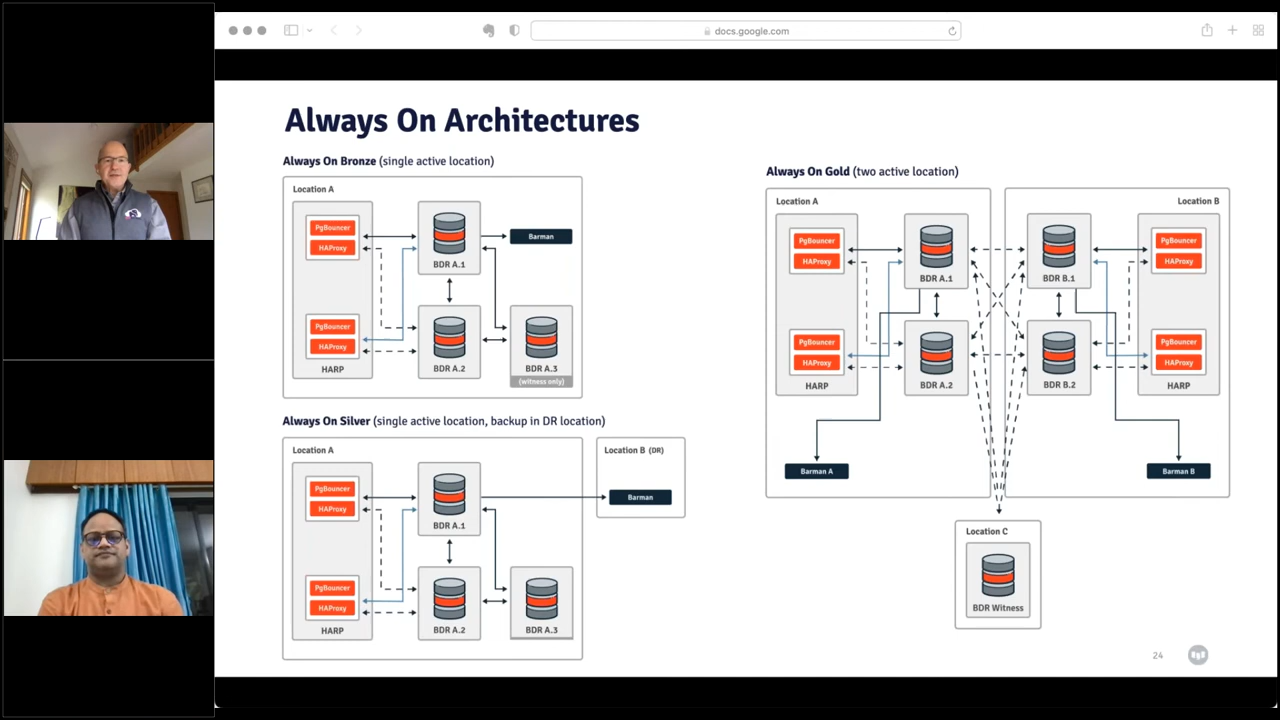 docs.google.com
Always On Architectures
Always On Bronze (single active location)
Location A
PgBouncer
HAProxy
BDR A.1
Barman
PgBouncer
HAProxy
HARP
BDR A.2
BDR A.3
(witness only)
Always On Silver (single active location, backup in DR location)
Location A
PgBouncer
HAProxy
BDR A.1
Location B (DR)
Barman
PgBouncer
HAProxy
HARP
BDR A.2
BDR A.3
Always On Gold (two active location)
Location A
PgBouncer
HAProxy
BDR A.1
PgBouncer
HAProxy
HARP
BDR A.2
Barman A
Location B
BDR B.1
PgBouncer
HAProxy
BDR B.2
PgBouncer
HAProxy
HARP
Barman B
Location C
BDR Witness
24